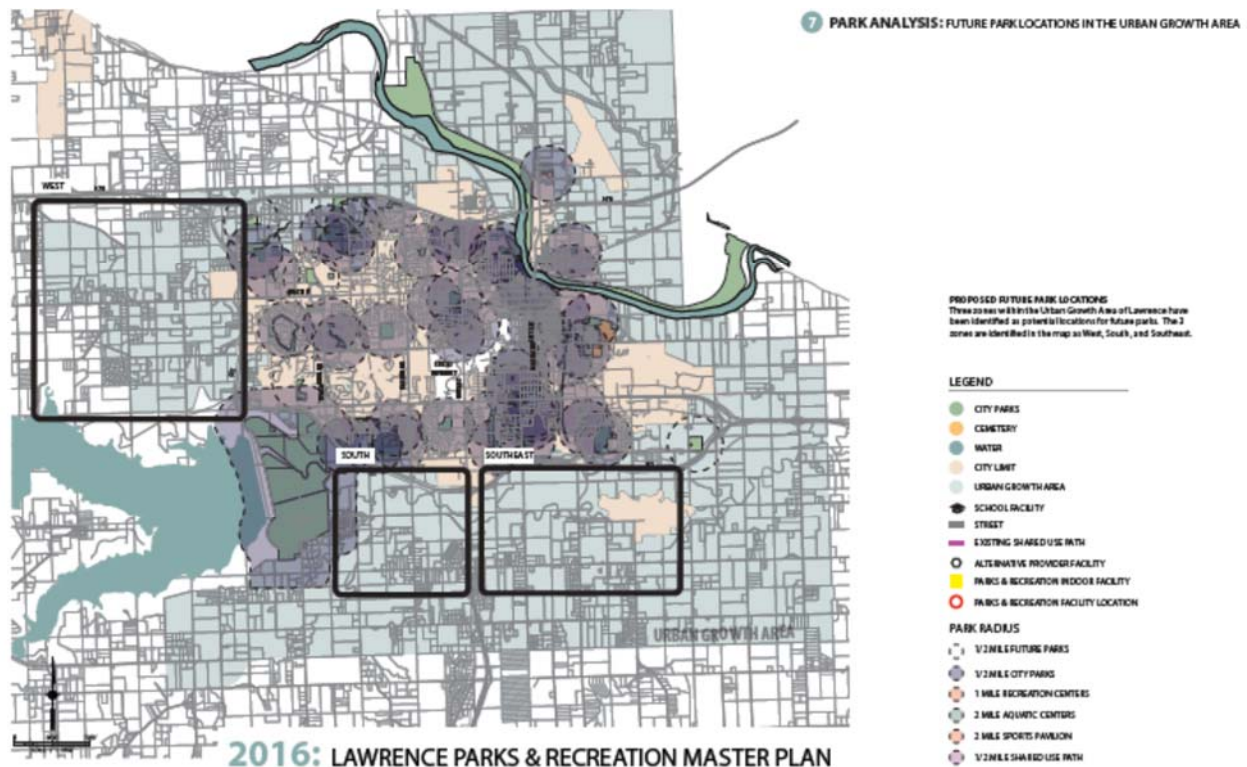 7 PARK ANALYSIS: FUTURE PARK LOCATIONS IN THE URBAN GROWTH AREA
WEST
SOUTH
SOUTHEAST
URBAN GROWTH AREA
PROPOSED FUTURE PARK LOCATIONS
Three zones within the Urban Growth Area of Lawrence have
been identified as potential locations for future parks. The 3
zones are identified in the map as West, South, and Southeast.
LEGEND
CITY PARKS
CEMETERY
WATER
CITY LIMIT
URBAN GROWTH AREA
SCHOOL FACILITY
STREET
EXISTING SHARED USE PATH
ALTERNATIVE PROVIDER FACILITY
PARKS & RECREATION INDOOR FACILITY
PARKS & RECREATION FACILITY LOCATION
PARK RADIUS
1/2 MILE FUTURE PARKS
1/2 MILE CITY PARKS
1 MILE RECREATION CENTERS
2 MILE AQUATIC CENTERS
2 MILE SPORTS PAVILION
1/2 MILE SHARED USE PATH
2016: LAWRENCE PARKS & RECREATION MASTER PLAN